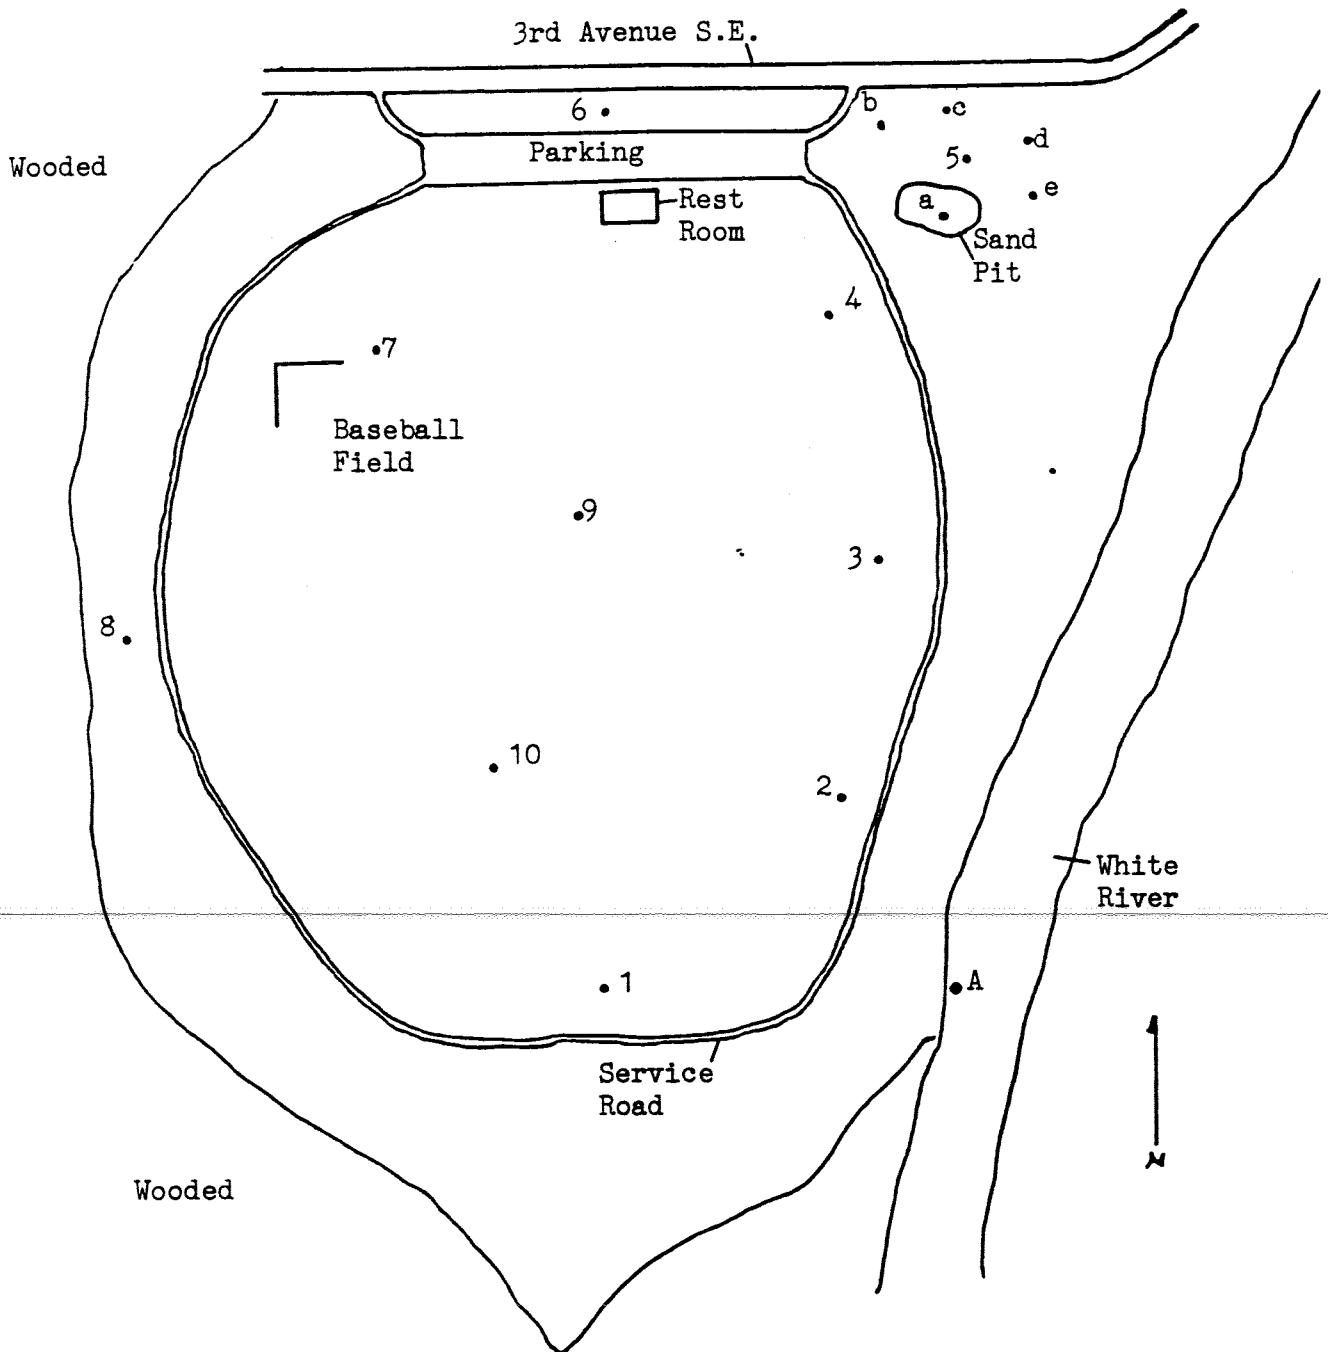 3rd Avenue S.E.
6
b
c
Wooded
Parking
5
d
Rest
Room
a
e
Sand
Pit
4
7
Baseball
Field
9
3
8
10
2
White
River
1
A
Service
Road
Wooded
N